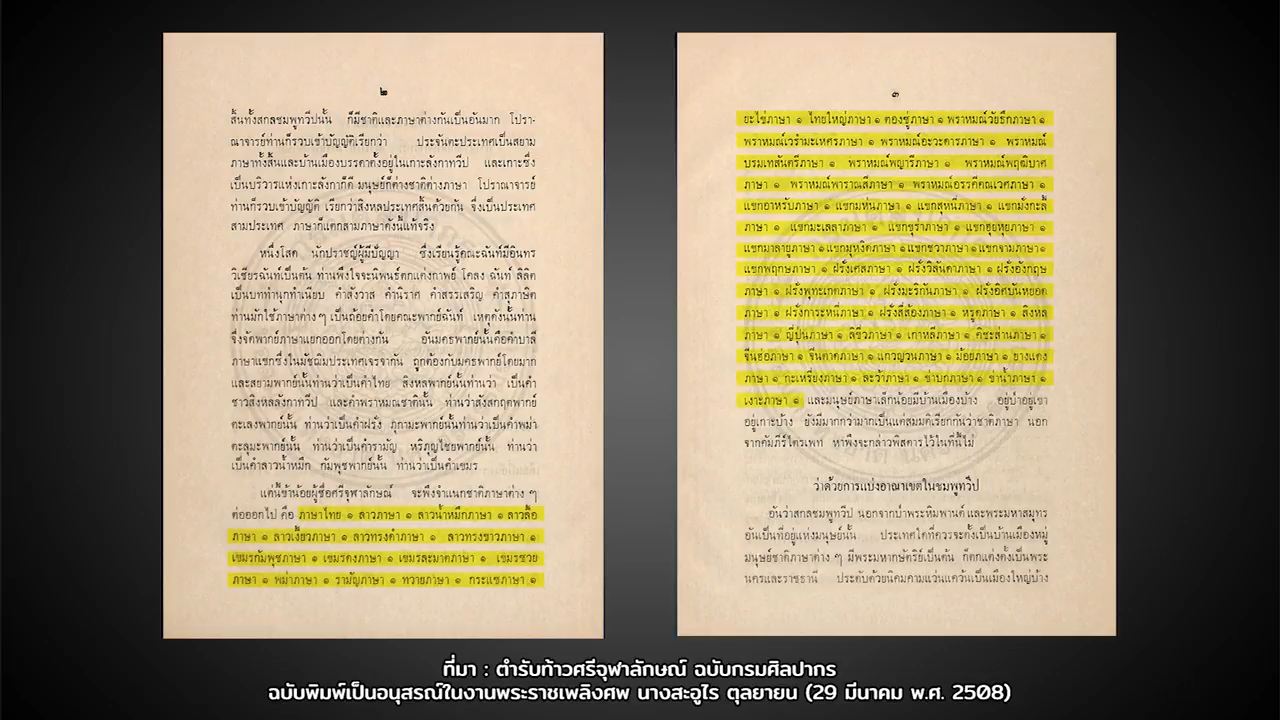 ๒
สิ้นทั้งสกลชมพูทวีปนั้น ก็มีชาติและภาษาต่างกันเป็นอันมาก โปรา-
ณาจารย์ท่านก็รวบเข้าบัญญัติเรียกว่า ประจันตะประเทศเป็นสยาม
ภาษาทั้งสิ้นและบ้านเมืองบรรดาตั้งอยู่ในเกาะลังกาทวีป และเกาะซึ่ง
เป็นบริวารแห่งเกาะลังกาก็ดี มนุษย์ก็ต่างชาติต่างภาษา โปราณาจารย์
ท่านก็รวบเข้าบัญญัติ เรียกว่าสิงหลประเทศสิ้นด้วยกัน จึ่งเป็นประเทศ
สามประเทศ ภาษาก็แตกสามภาษาดังนี้แท้จริง
หนึ่งโสด นักปราชญ์ผู้มีปัญญา ซึ่งเรียนรู้คณะฉันท์มีอินทร
วิเชียรฉันท์เป็นต้น ท่านพึงใจจะนิพนธ์ตกแต่งกาพย์ โคลง ฉันท์ ลิลิต
เป็นบททำนุกทำเนียบ คำสังวาส คำนิราศ คำสรรเสริญ คำสุภาษิต
ท่านมักใช้ภาษาต่าง ๆ เป็นถ้อยคำโดยคณะพากย์ฉันท์ เหตุดังนั้นท่าน
จึงจัดพากย์ภาษาแยกออกโดยต่างกัน อันมคธพากย์นั้นคือคำบาลี
ภาษาแขกซึ่งในมัชฌิมประเทศเจรจากัน ถูกต้องกับมคธพากย์โดยมาก
และสยามพากย์นั้นท่านว่าเป็นคำไทย สิงหลพากย์นั้นท่านว่า เป็นคำ
ชาวสิงหลลังกาทวีป และคำพราหมณชาตินั้น ท่านว่าสังสกฤตพากย์
ตะเลงพากย์นั้น ท่านว่าเป็นคำฝรั่ง ภุกามะพากย์นั้นท่านว่าเป็นคำพม่า
ตะลุมะพากย์นั้น ท่านว่าเป็นคำรามัญ หริภุญไชยพากย์นั้น ท่านว่า
เป็นคำลาวน้ำหมึก กัมพุชพากย์นั้น ท่านว่าเป็นคำเขมร
แต่นี้ข้าน้อยผู้ชื่อศรีจุฬาลักษณ์ จะพึงจำแนกชาติภาษาต่าง ๆ
ต่อออกไป คือ ภาษาไทย ๑ ลาวภาษา ๑ ลาวน้ำหมึกภาษา ๑ ลาวลื้อ
ภาษา ๑ ลาวเงี้ยวภาษา ๑ ลาวทรงดำภาษา ๑ ลาวทรงขาวภาษา ๑
เขมรกัมพุชภาษา ๑ เขมรดงภาษา ๑ เขมรละมาดภาษา ๑ เขมรซวย
ภาษา ๑ พม่าภาษา ๑ รามัญภาษา ๑ ทวายภาษา ๑ กระแซภาษา ๑
๓
ยะไข่ภาษา ๑ ไทยใหญ่ภาษา ๑ ตองซู่ภาษา ๑ พราหมณ์วัยธึกภาษา ๑
พราหมณ์เวรำมะเหศรภาษา ๑ พราหมณ์อะวะดารภาษา ๑ พราหมณ์
บรมเทสันตรีภาษา ๑ พราหมณ์พญารีภาษา ๑ พราหมณ์พฤฒิบาศ
ภาษา ๑ พราหมณ์พาราณสีภาษา ๑ พราหมณ์อรรคีคณเวศภาษา ๑
แขกอาหรับภาษา ๑ แขกมห่นภาษา ๑ แขกสุหนี่ภาษา ๑ แขกมังกะลี้
ภาษา ๑ แขกมะเลลาภาษา ๑ แขกขุร่าภาษา ๑ แขกฮุยหุยภาษา ๑
แขกมาลายูภาษา ๑ แขกมุหงิดภาษา ๑ แขกชวาภาษา ๑ แขกจามภาษา ๑
แขกพฤกษภาษา ๑ ฝรั่งเศสภาษา ๑ ฝรั่งวิลันดาภาษา ๑ ฝรั่งอังกฤษ
ภาษา ๑ ฝรั่งพุทะเกดภาษา ๑ ฝรั่งมะริกันภาษา ๑ ฝรั่งอิศบันหยอด
ภาษา ๑ ฝรั่งการะหนี่ภาษา ๑ ฝรั่งสี่ส้องภาษา ๑ หรูดภาษา ๑ สิงหล
ภาษา ๑ ญี่ปุ่นภาษา ๑ ลิขิ่วภาษา ๑ เกาหลีภาษา ๑ คิชะสานภาษา ๑
จีนฮ่อภาษา ๑ จีนดาดภาษา ๑ แกวญวนภาษา ๑ ม้อยภาษา ๑ ยางแดง
ภาษา ๑ กะเหรี่ยงภาษา ๑ ละว้าภาษา ๑ ข่าบกภาษา ๑ ข่าน้ำภาษา ๑
เงาะภาษา ๑ และมนุษย์ภาษาเล็กน้อยมีบ้านเมืองบ้าง อยู่ป่าอยู่เขา
อยู่เกาะบ้าง ยังมีมากกว่ามากเป็นแต่สมมติเรียกกันว่าชาติภาษา นอก
จากคัมภีร์ไตรเพท หาพึงจะกล่าวพิสดารไว้ในที่นี้ไม่
ว่าด้วยการแบ่งอาณาเขตในชมพูทวีป
อันว่าสกลชมพูทวีป นอกจากป่าพระหิมพานต์ และพระมหาสมุทร
อันเป็นที่อยู่แห่งมนุษย์นั้น ประเทศใดที่ควรจะตั้งเป็นบ้านเมืองหมู่
มนุษย์ชาติภาษาต่าง ๆ มีพระมหากษัตริย์เป็นต้น ก็ตกแต่งตั้งเป็นพระ
นครและราชธานี ประดับด้วยนิคมคามแว่นแคว้นเป็นเมืองใหญ่บ้าง
ที่มา : ตำรับท้าวศรีจุฬาลักษณ์ ฉบับกรมศิลปากร
ฉบับพิมพ์เป็นอนุสรณ์ในงานพระราชเพลิงศพ นางสะอูไร ตุลยายน (29 มีนาคม พ.ศ. 2508)